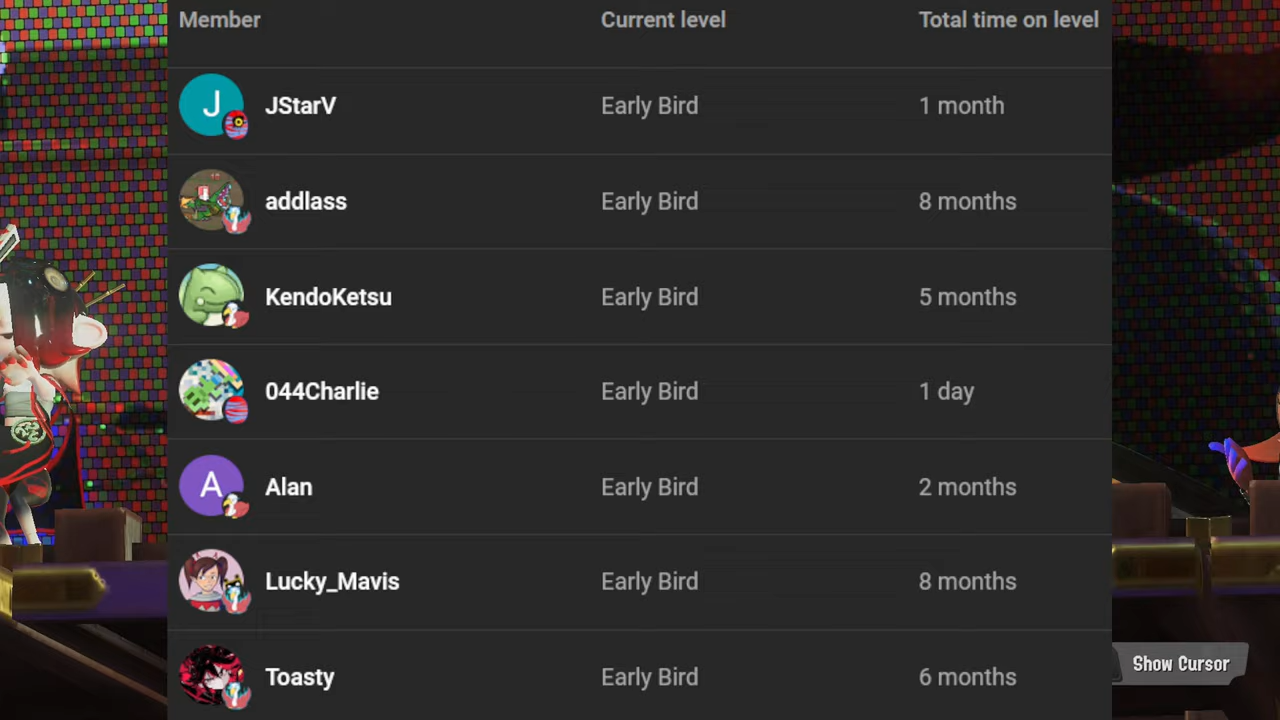 Member Current level Total time on level
J JStarV Early Bird 1 month
addlass Early Bird 8 months
KendoKetsu Early Bird 5 months
044Charlie Early Bird 1 day
A Alan Early Bird 2 months
Lucky_Mavis Early Bird 8 months
Toasty Early Bird 6 months
Show Cursor